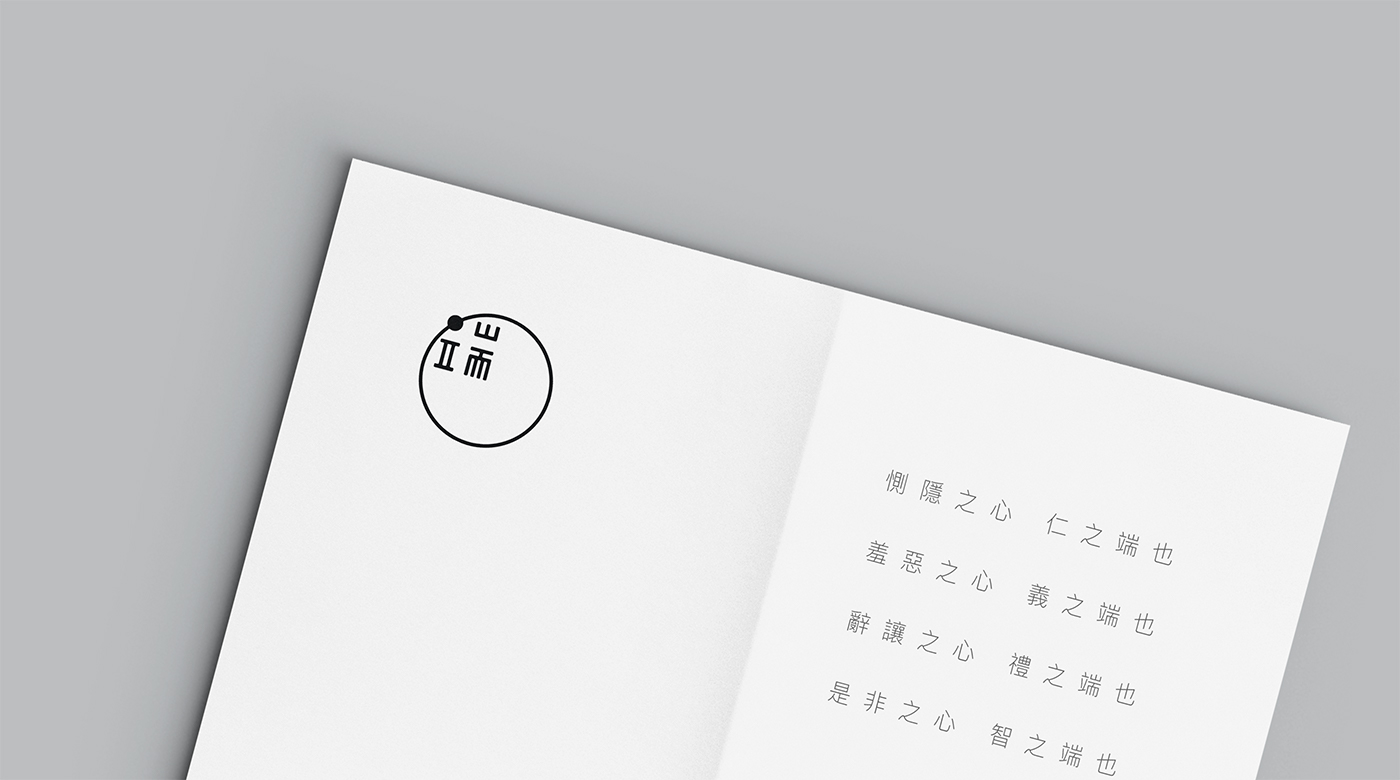 端
惻隱之心 仁之端也
羞惡之心 義之端也
辭讓之心 禮之端也
是非之心 智之端也